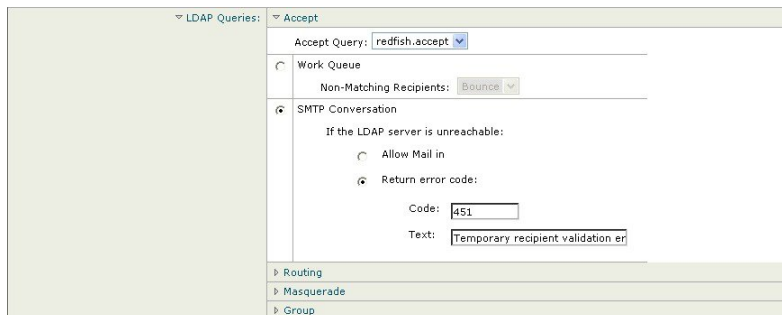 LDAP Queries:
Accept
Accept Query: redfish.accept
Work Queue
Non-Matching Recipients: Bounce
SMTP Conversation
If the LDAP server is unreachable:
Allow Mail in
Return error code:
Code: 451
Text: Temporary recipient validation er
Routing
Masquerade
Group